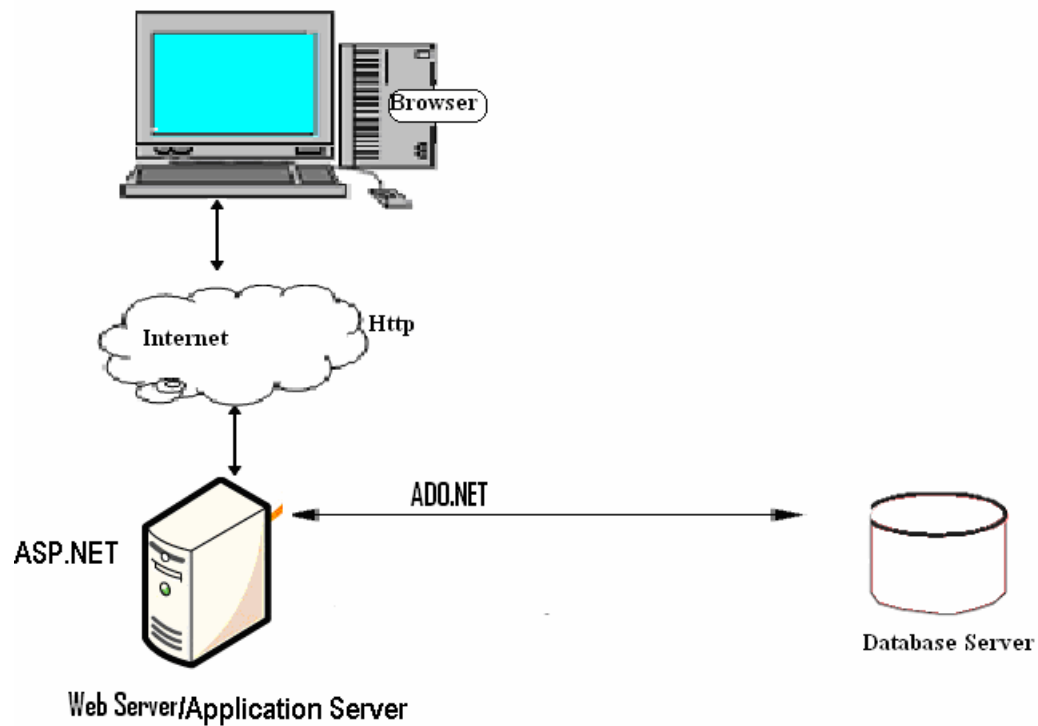 Browser
Internet
Http
ADO.NET
ASP.NET
Database Server
Web Server/Application Server